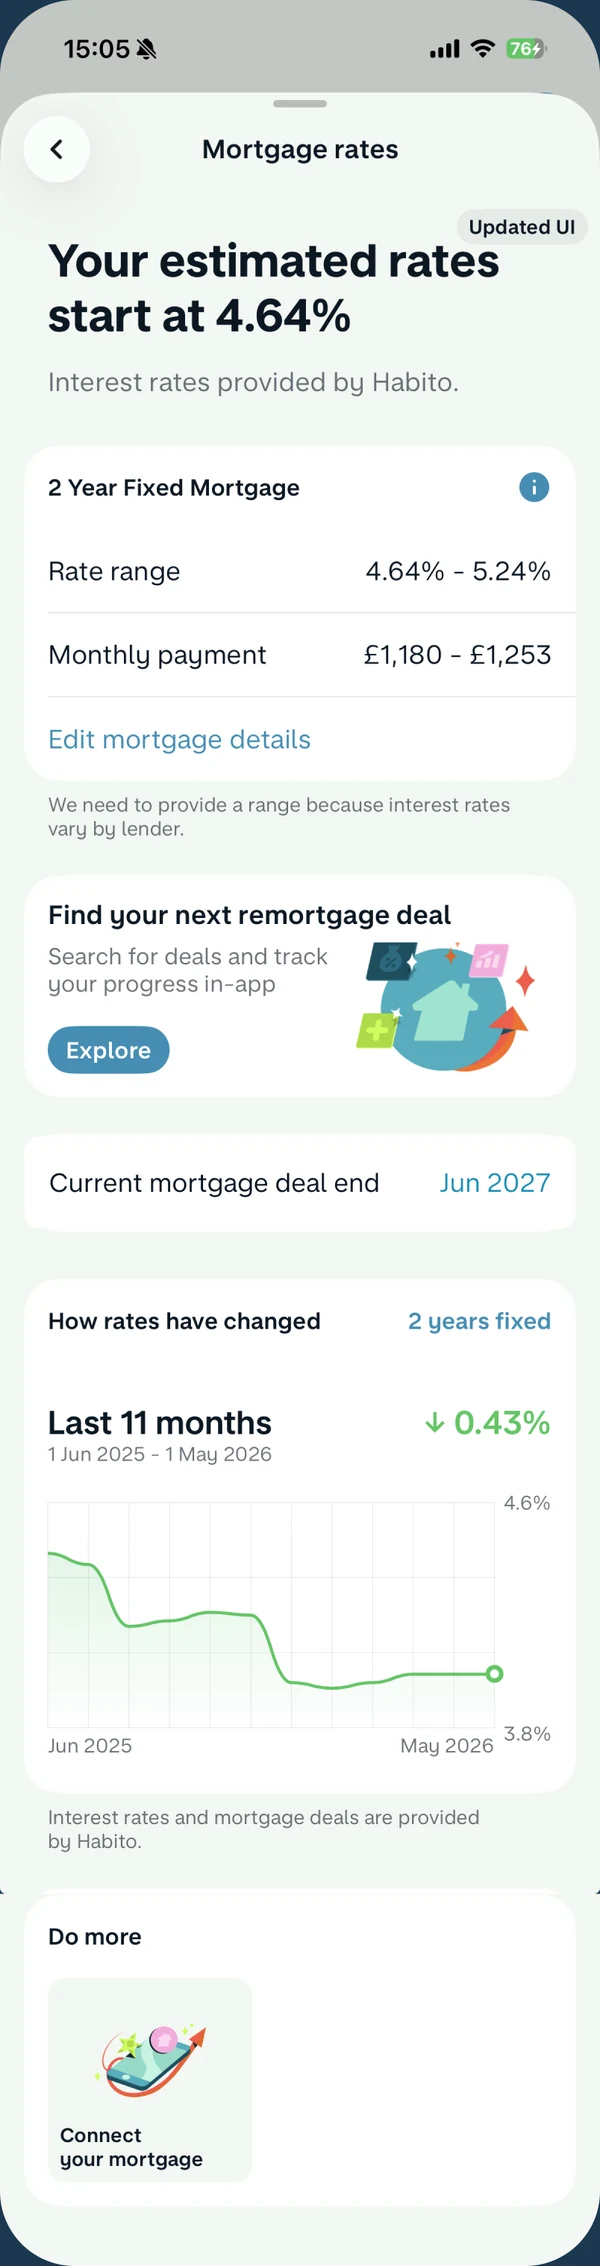 15:05
76
Mortgage rates
Updated UI
Your estimated rates
start at 4.64%
Interest rates provided by Habito.
2 Year Fixed Mortgage
Rate range 4.64% - 5.24%
Monthly payment £1,180 - £1,253
Edit mortgage details
We need to provide a range because interest rates
vary by lender.
Find your next remortgage deal
Search for deals and track
your progress in-app
Explore
Current mortgage deal end Jun 2027
How rates have changed 2 years fixed
Last 11 months ↓ 0.43%
1 Jun 2025 - 1 May 2026
4.6%
3.8%
Jun 2025 May 2026
Interest rates and mortgage deals are provided
by Habito.
Do more
Connect
your mortgage